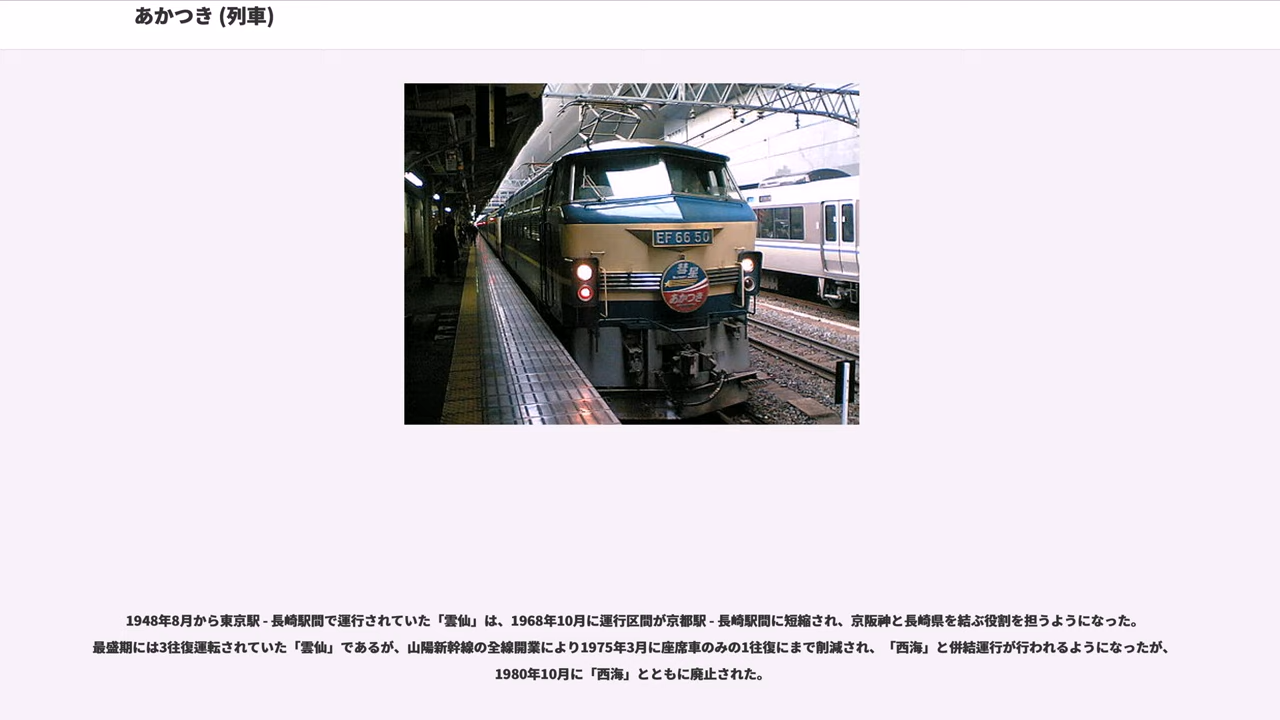 あかつき (列車)
EF 66 50
彗星
あかつき
1948年8月から東京駅 - 長崎駅間で運行されていた「雲仙」は、1968年10月に運行区間が京都駅 - 長崎駅間に短縮され、京阪神と長崎県を結ぶ役割を担うようになった。
最盛期には3往復運転されていた「雲仙」であるが、山陽新幹線の全線開業により1975年3月に座席車のみの1往復にまで削減され、「西海」と併結運行が行われるようになったが、
1980年10月に「西海」とともに廃止された。